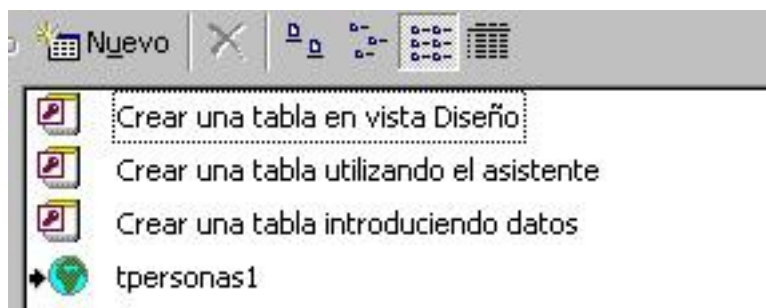 Nuevo
Crear una tabla en vista Diseño
Crear una tabla utilizando el asistente
Crear una tabla introduciendo datos
tpersonas1